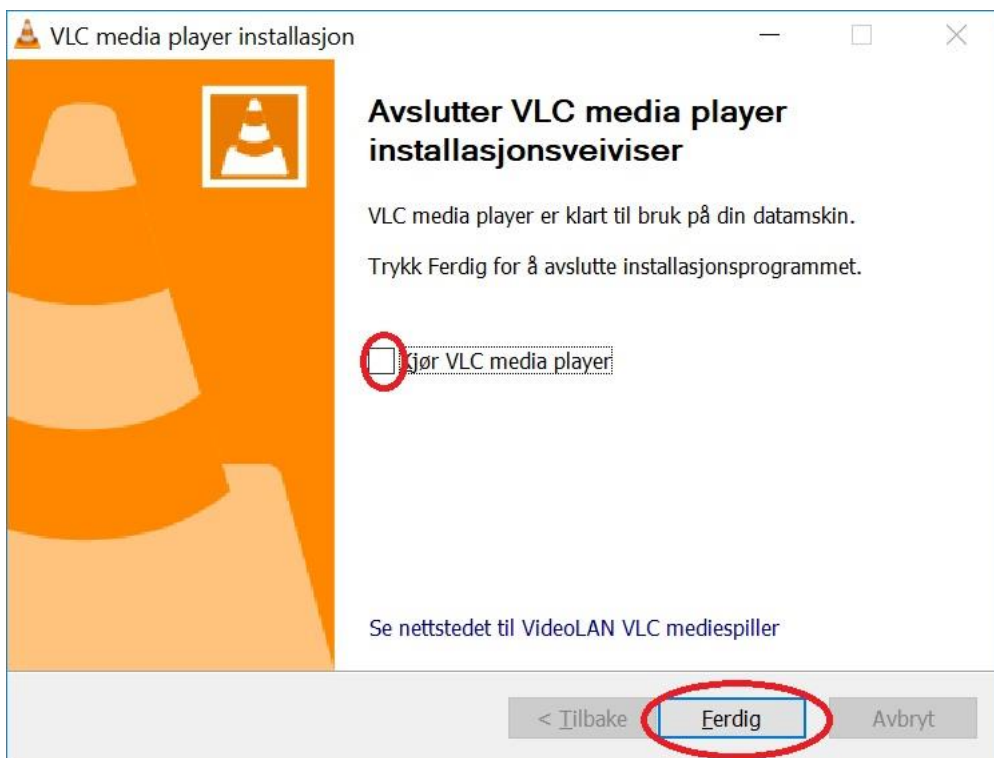 VLC media player installasjon
Avslutter VLC media player
installasjonsveiviser
VLC media player er klart til bruk på din datamskin.
Trykk Ferdig for å avslutte installasjonsprogrammet.
Kjør VLC media player
Se nettstedet til VideoLAN VLC mediespiller
< Tilbake Ferdig Avbryt